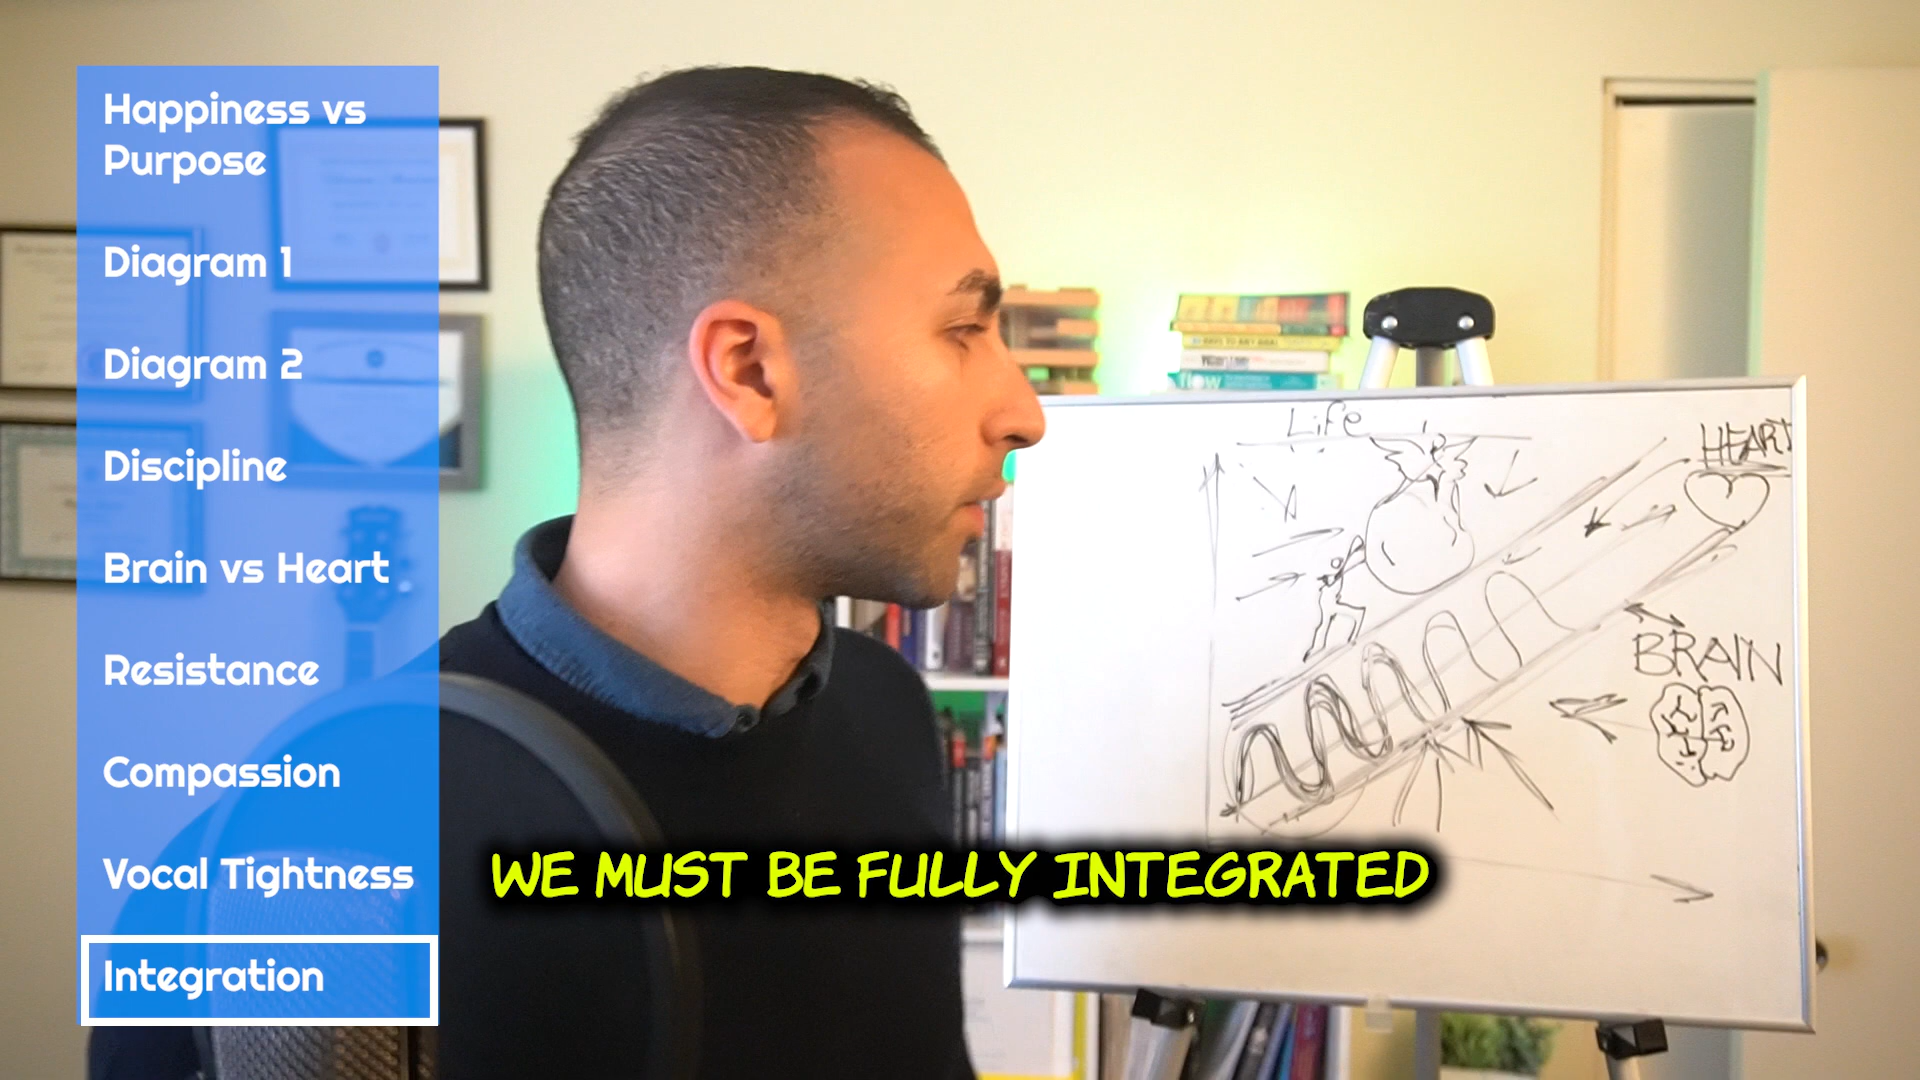 Happiness vs
Purpose
Diagram 1
Diagram 2
Discipline
Brain vs Heart
Resistance
Compassion
Vocal Tightness
Integration
WE MUST BE FULLY INTEGRATED
Life
HEART
BRAIN
flow